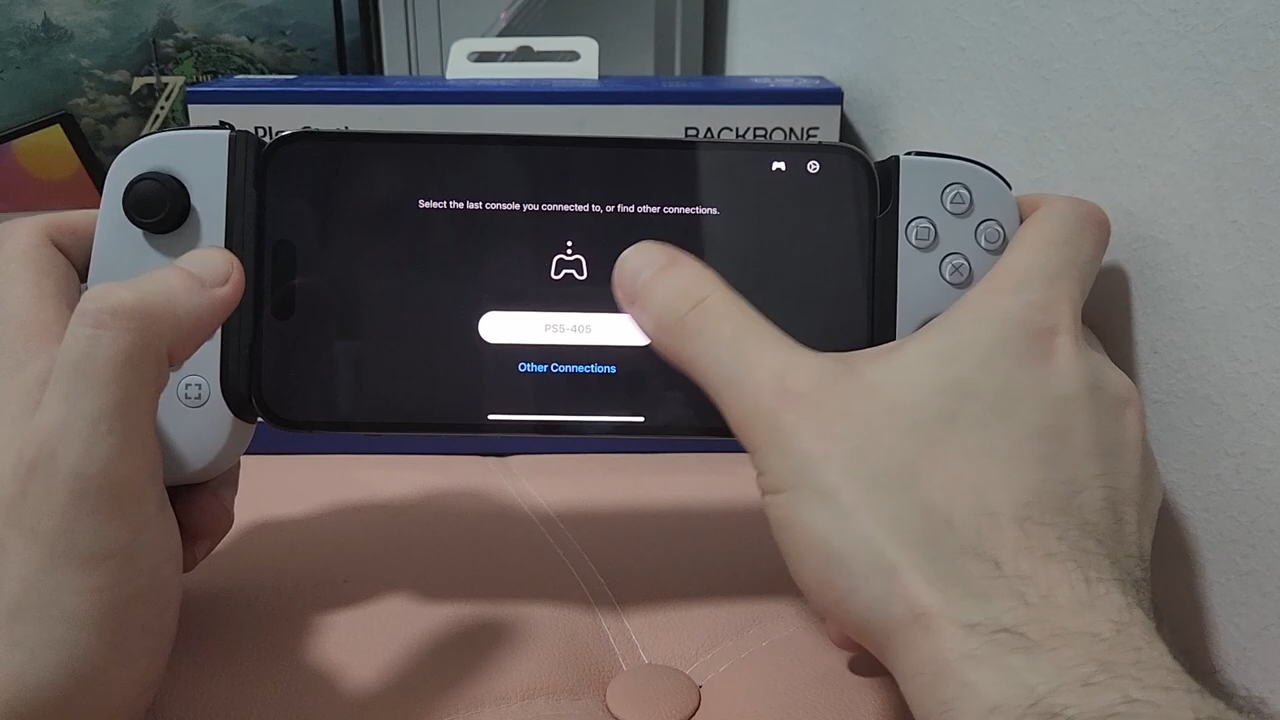 BACKBONE
Select the last console you connected to, or find other connections.
PS5-405
Other Connections